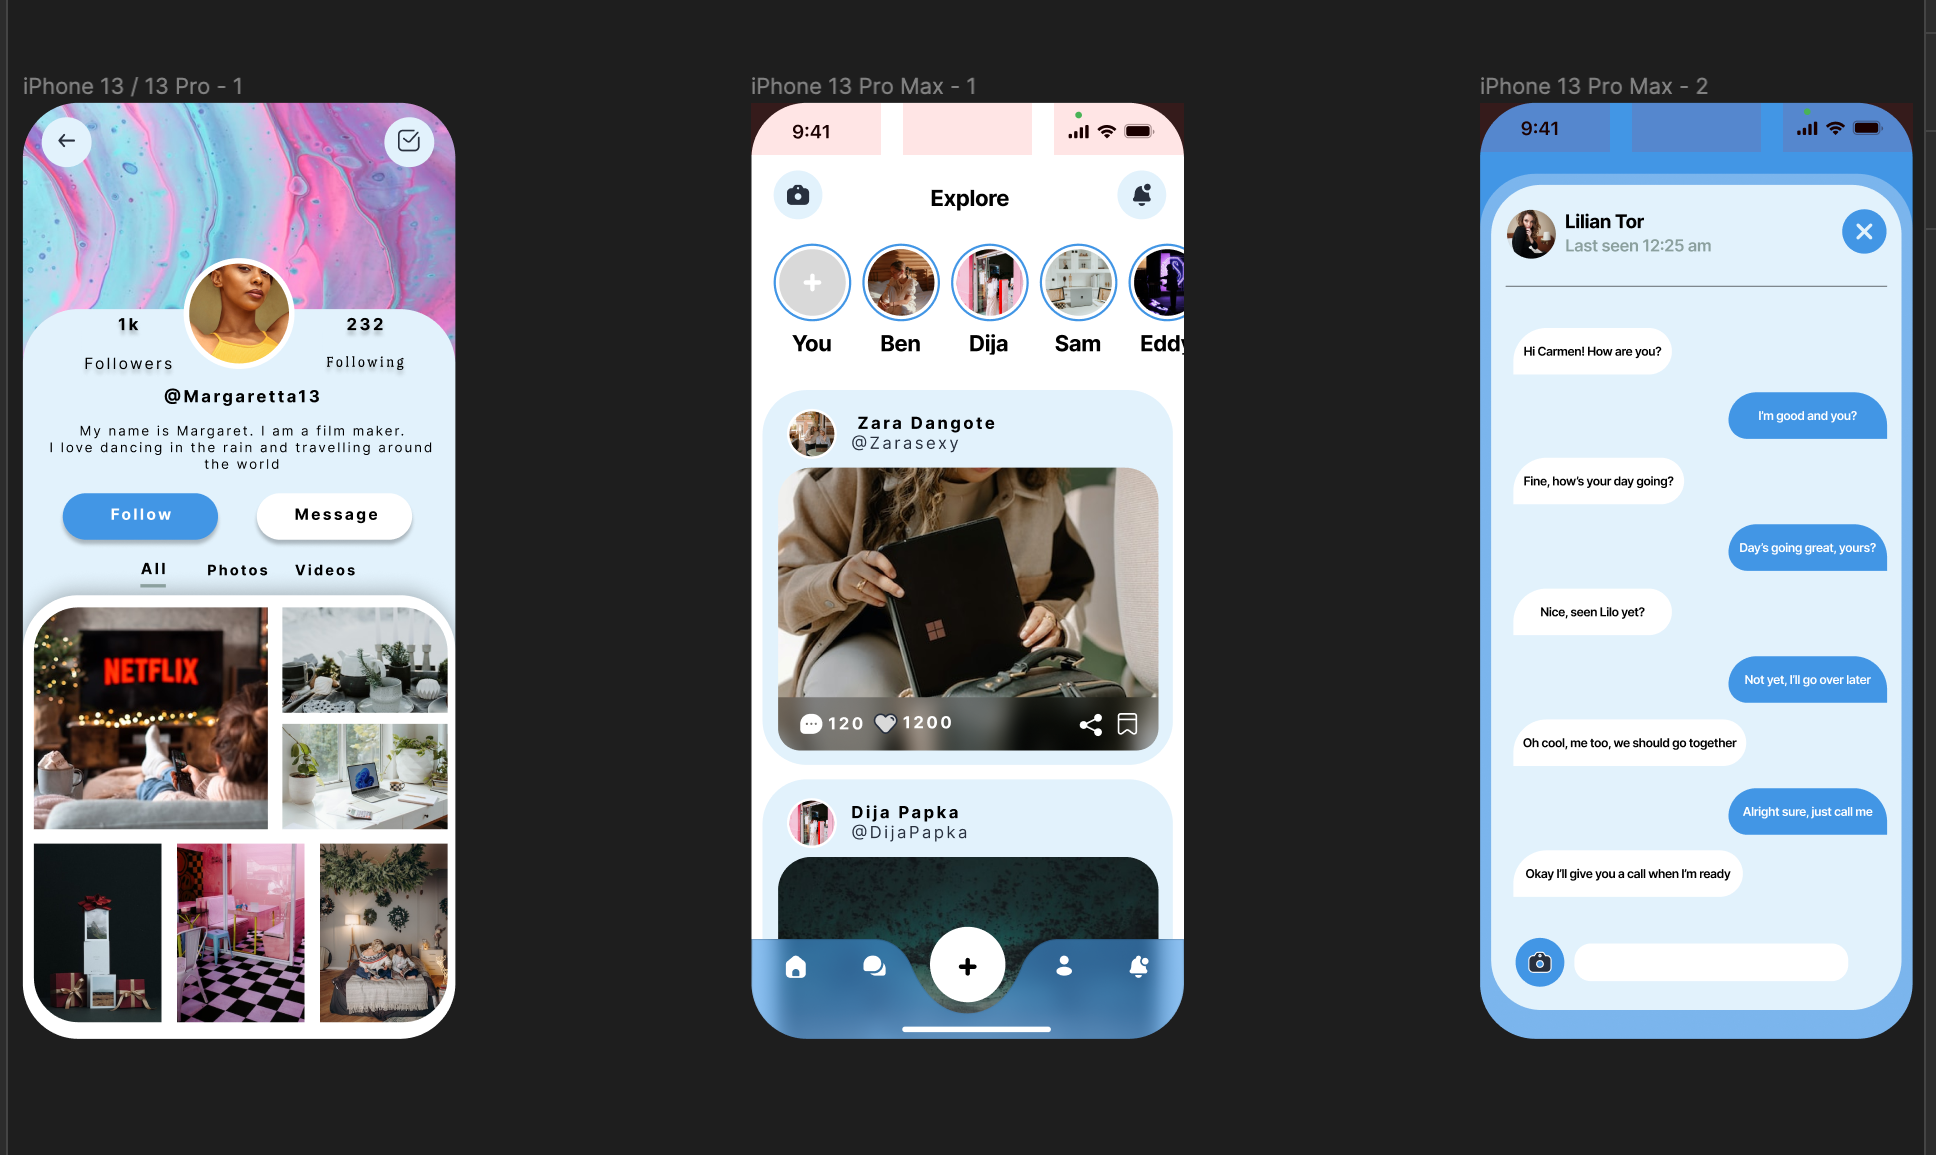 iPhone 13 / 13 Pro - 1
1k
232
Followers
Following
@Margaretta13
My name is Margaret. I am a film maker.
I love dancing in the rain and travelling around
the world
Follow
Message
All
Photos
Videos
NETFLIX
iPhone 13 Pro Max - 1
9:41
Explore
You
Ben
Dija
Sam
Eddy
Zara Dangote
@Zarasexy
120
1200
Dija Papka
@DijaPapka
iPhone 13 Pro Max - 2
9:41
Lilian Tor
Last seen 12:25 am
Hi Carmen! How are you?
I'm good and you?
Fine, how's your day going?
Day's going great, yours?
Nice, seen Lilo yet?
Not yet, I'll go over later
Oh cool, me too, we should go together
Alright sure, just call me
Okay I'll give you a call when I'm ready